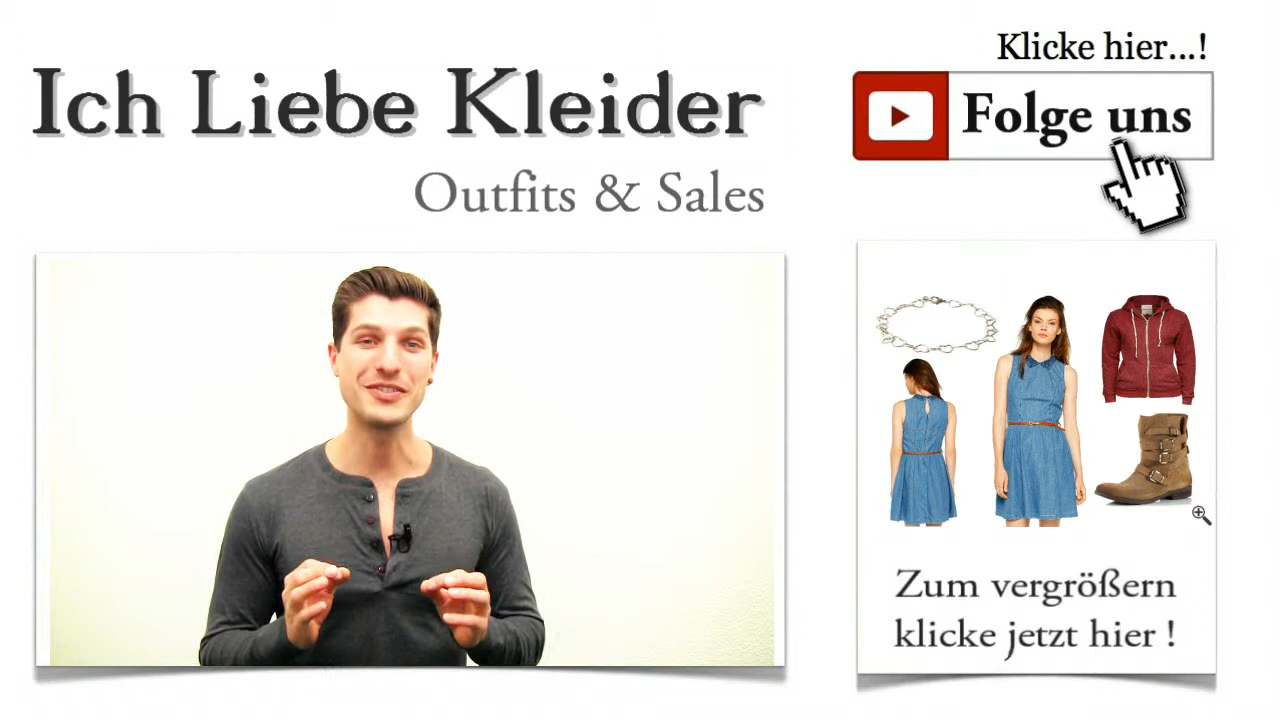 Ich Liebe Kleider
Outfits & Sales
Klicke hier...!
Folge uns
Zum vergrößern
klicke jetzt hier !